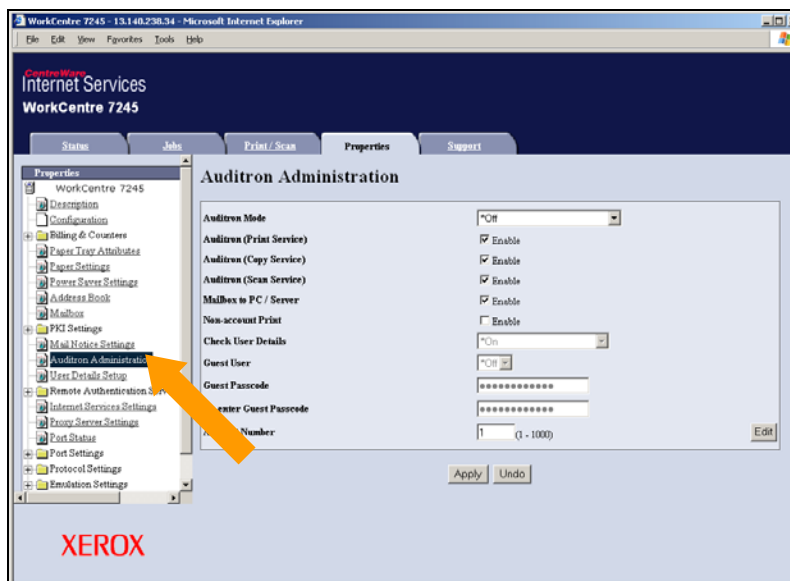 WorkCentre 7245 - 13.140.238.34 - Microsoft Internet Explorer
File Edit View Favorites Tools Help
CentreWare
Internet Services
WorkCentre 7245
Status Jobs Print / Scan Properties Support
Properties
WorkCentre 7245
Description
Configuration
Billing & Counters
Paper Tray Attributes
Paper Settings
Power Saver Settings
Address Book
Mailbox
PKI Settings
Mail Notice Settings
Auditron Administration
User Details Setup
Remote Authentication
Internet Services Settings
Proxy Server Settings
Port Status
Port Settings
Protocol Settings
Emulation Settings
Auditron Administration
Auditron Mode *Off
Auditron (Print Service) Enable
Auditron (Copy Service) Enable
Auditron (Scan Service) Enable
Mailbox to PC / Server Enable
Non-account Print Enable
Check User Details *On
Guest User *Off
Guest Passcode
enter Guest Passcode
Number 1 (1 - 1000) Edit
Apply Undo
XEROX